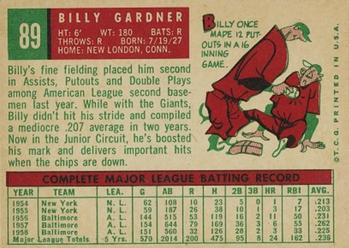 89
BILLY GARDNER
HT: 6' WT: 180 BATS: R
THROWS: R BORN: 7/19/27
HOME: NEW LONDON, CONN.
Billy's fine fielding placed him second
in Assists, Putouts and Double Plays
among American League second base-
men last season. While with the Giants,
Billy didn't hit his stride and compiled
a mediocre .207 average in two years.
Now in the Junior Circuit, he's boosted
his mark and delivers important hits
when the chips are down.
BILLY ONCE
MADE 12 PUT-
OUTS IN A 16
INNING GAME.
©T.C.G. PRINTED IN U.S.A.
COMPLETE MAJOR LEAGUE BATTING RECORD
YEAR TEAM LEA. G AB R H 2B 3B HR RBI AVG.
1954 New York N. L. 62 108 10 23 5 0 1 7 .213
1955 New York N. L. 59 187 26 38 10 1 3 17 .203
1956 Baltimore A. L. 144 515 53 119 16 2 11 50 .231
1957 Baltimore A. L. 154 644 79 169 36 3 6 55 .262
1958 Baltimore A. L. 151 560 32 126 28 2 3 33 .225
Major League Totals 5 Yrs. 570 2014 200 475 95 8 24 162 .236